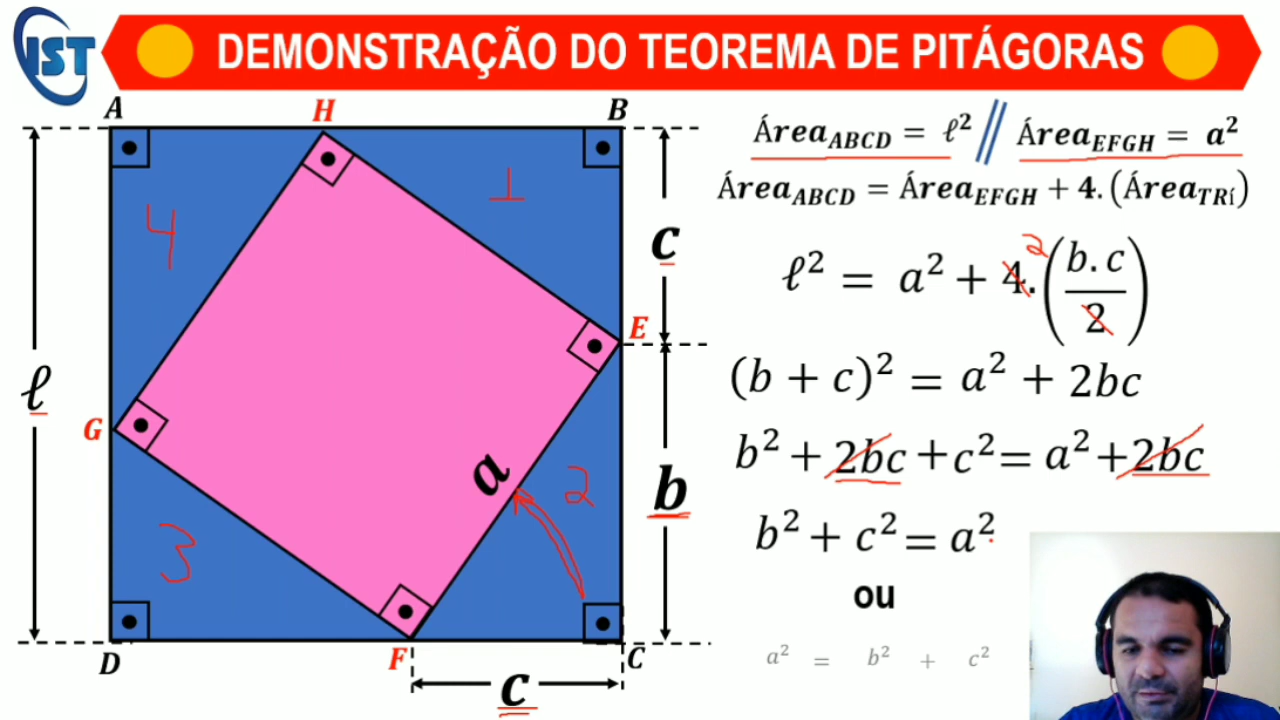 IST
DEMONSTRAÇÃO DO TEOREMA DE PITÁGORAS
A
H
B
Área_ABCD = ℓ² // Área_EFGH = a²
Área_ABCD = Área_EFGH + 4.(Área_TRí)
1
4
c
ℓ² = a² + 4.(b.c/2)
2
E
(b + c)² = a² + 2bc
ℓ
G
a
2
b
b² + 2bc + c² = a² + 2bc
3
b² + c² = a²
ou
D
F
C
a² = b² + c²
c